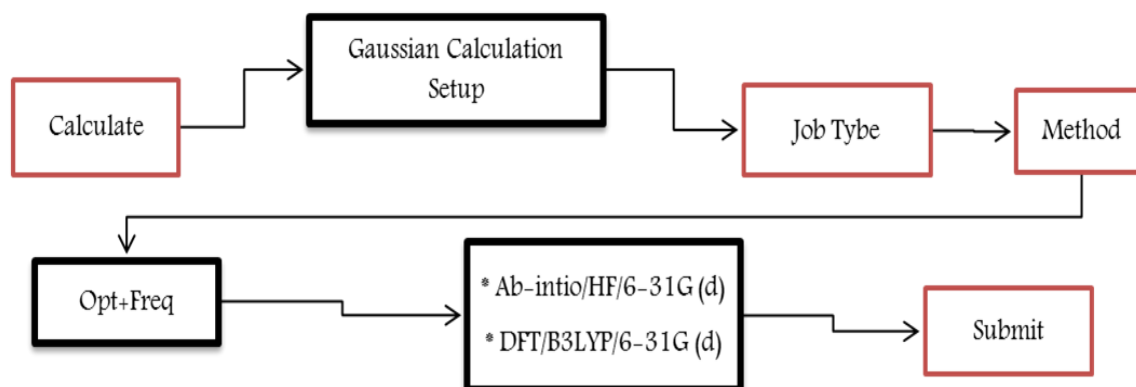 Gaussian Calculation
Setup
Calculate
Job Tybe
Method
Opt+Freq
* Ab-intio/HF/6-31G (d)
* DFT/B3LYP/6-31G (d)
Submit